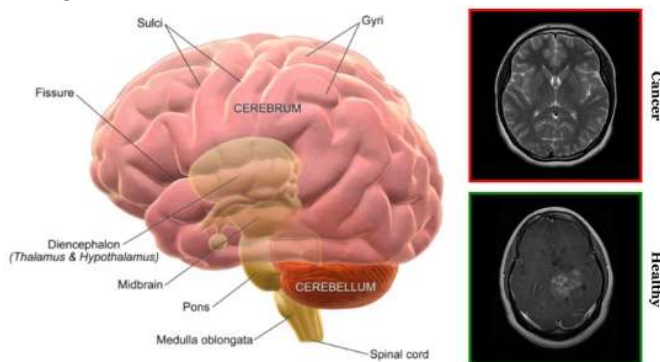 Sulci
Gyri
Fissure
CEREBRUM
Diencephalon
(Thalamus & Hypothalamus)
Midbrain
Pons
CEREBELLUM
Medulla oblongata
Spinal cord
Cancer
Healthy